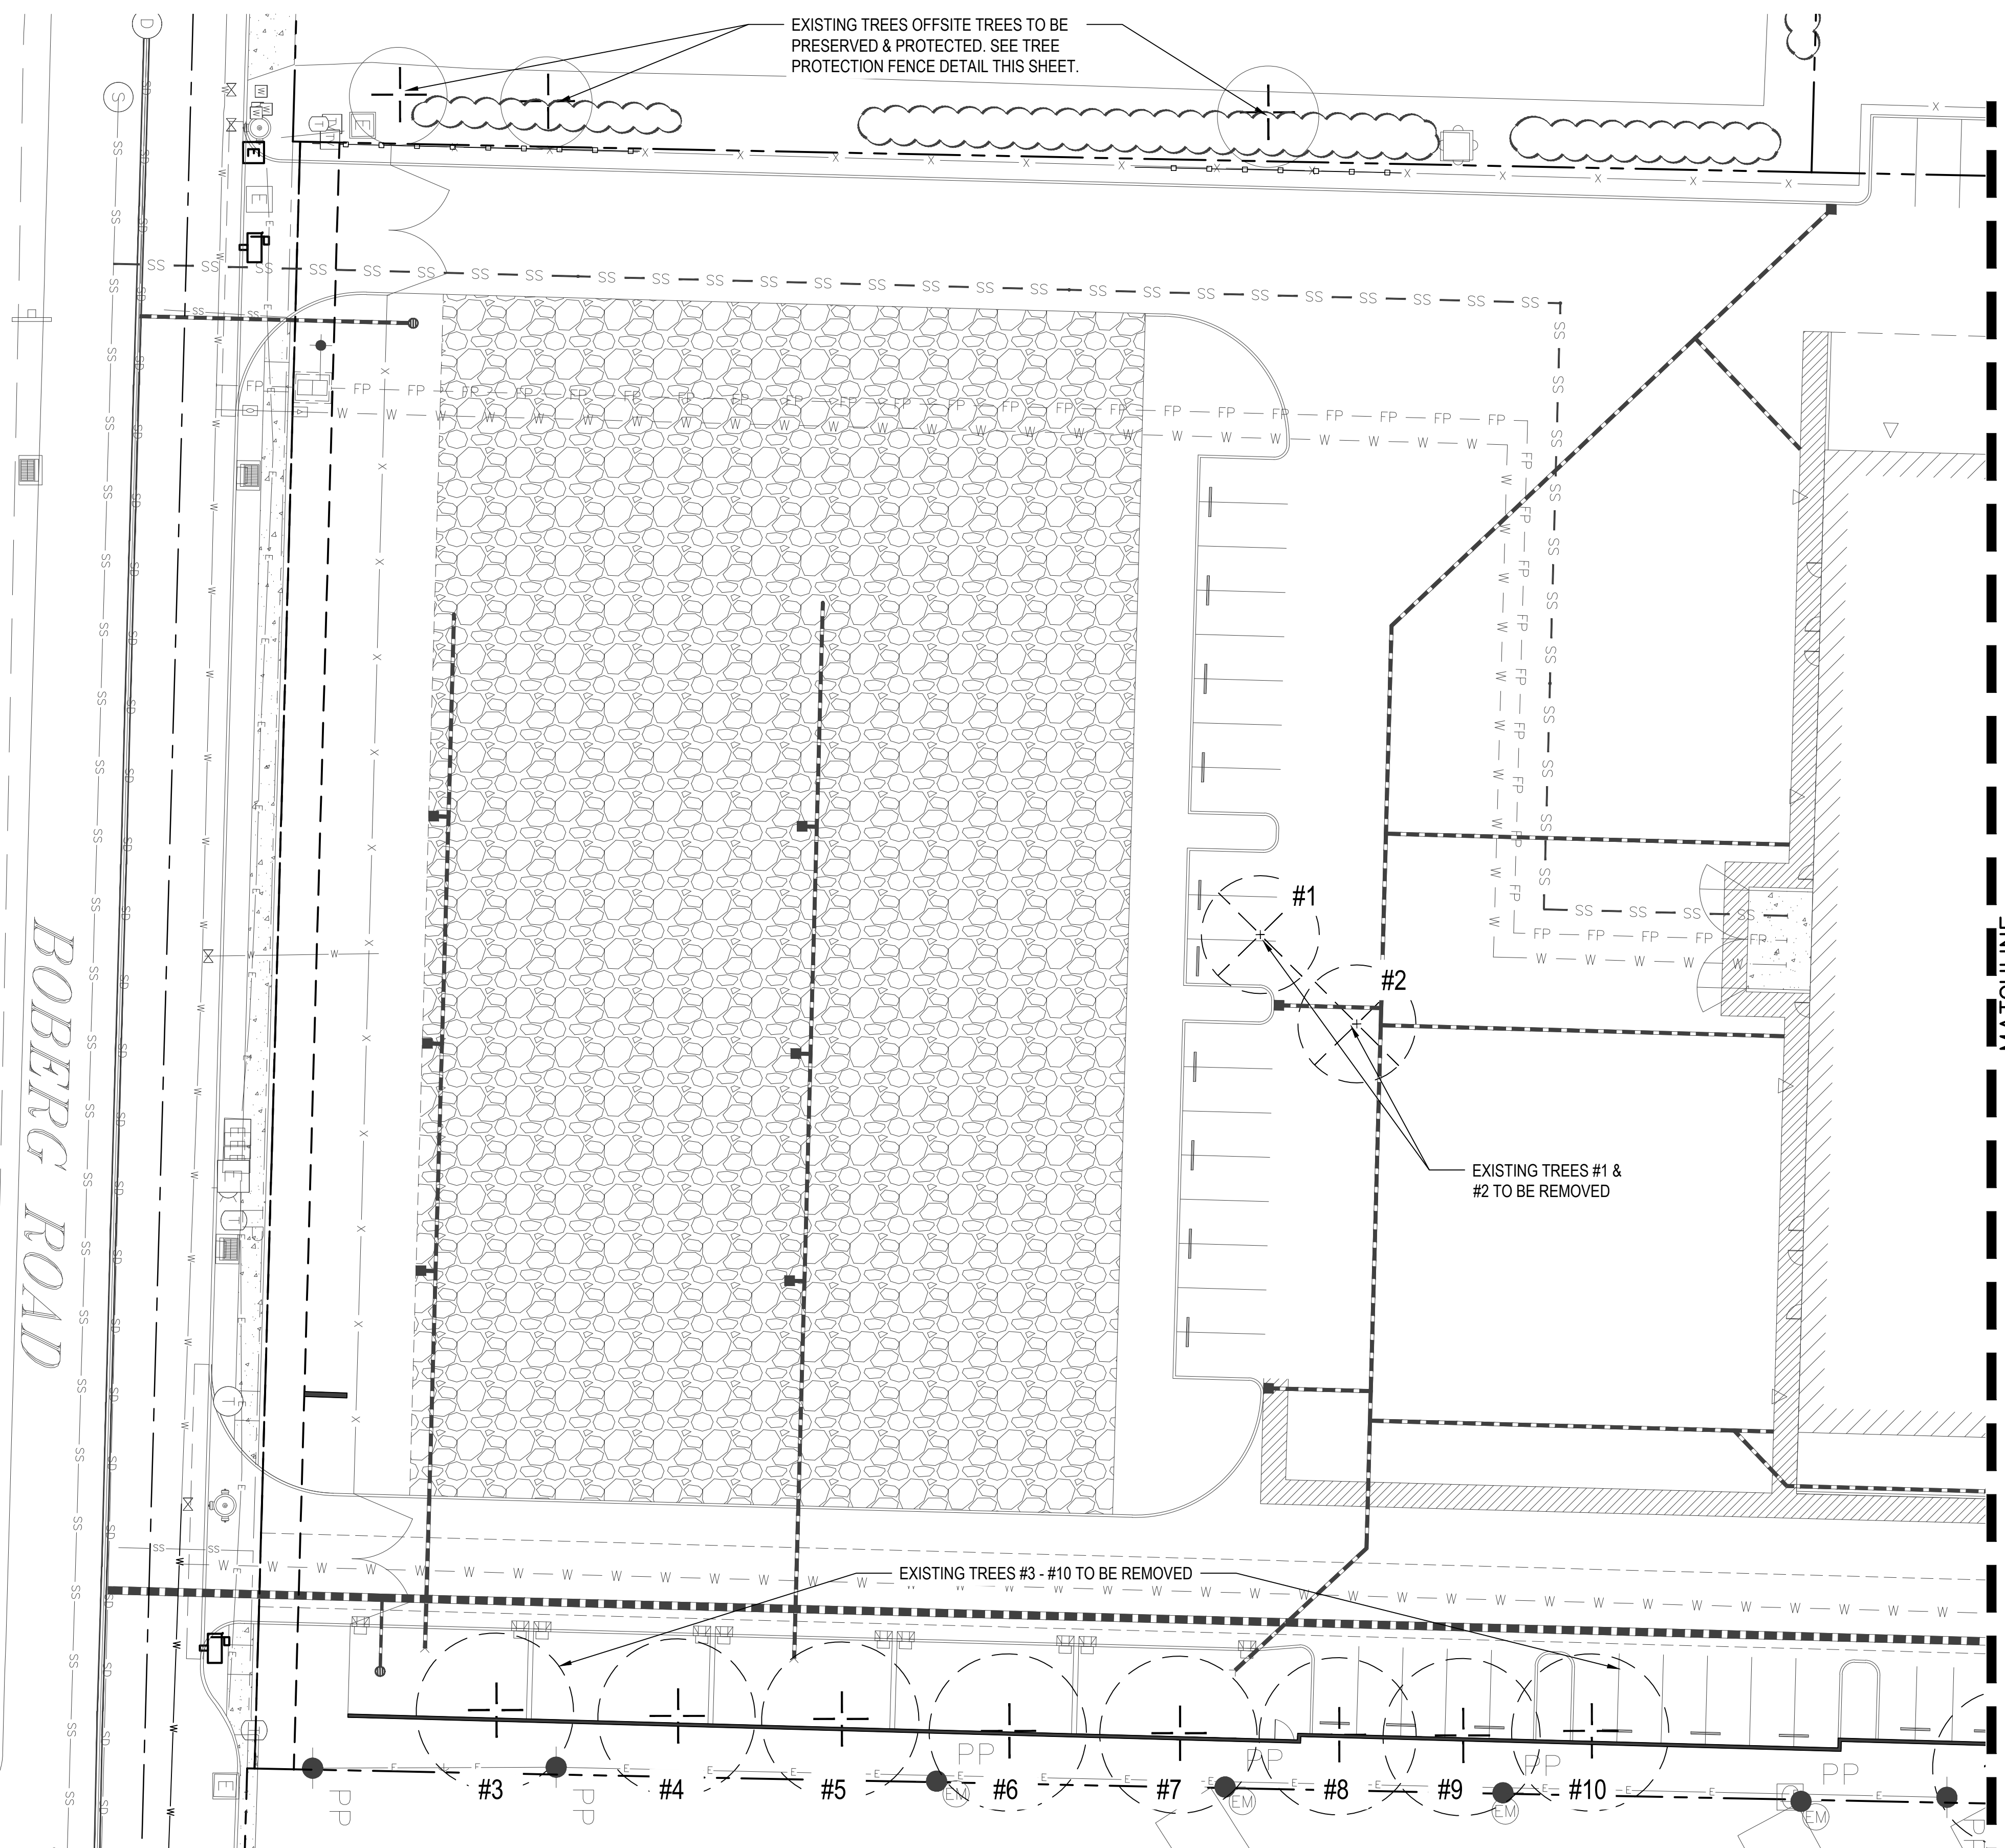 EXISTING TREES OFFSITE TREES TO BE
PRESERVED & PROTECTED. SEE TREE
PROTECTION FENCE DETAIL THIS SHEET.
#1
#2
EXISTING TREES #1 &
#2 TO BE REMOVED
BOBERG ROAD
EXISTING TREES #3 - #10 TO BE REMOVED
#3
#4
#5
#6
#7
#8
#9
#10
PP
PP
PP
PP
PP
PP
EM
EM
EM
D
S
E
E
SS
SD
FP
W
X
T